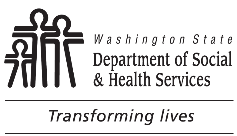 Washington State
Department of Social
& Health Services
Transforming lives